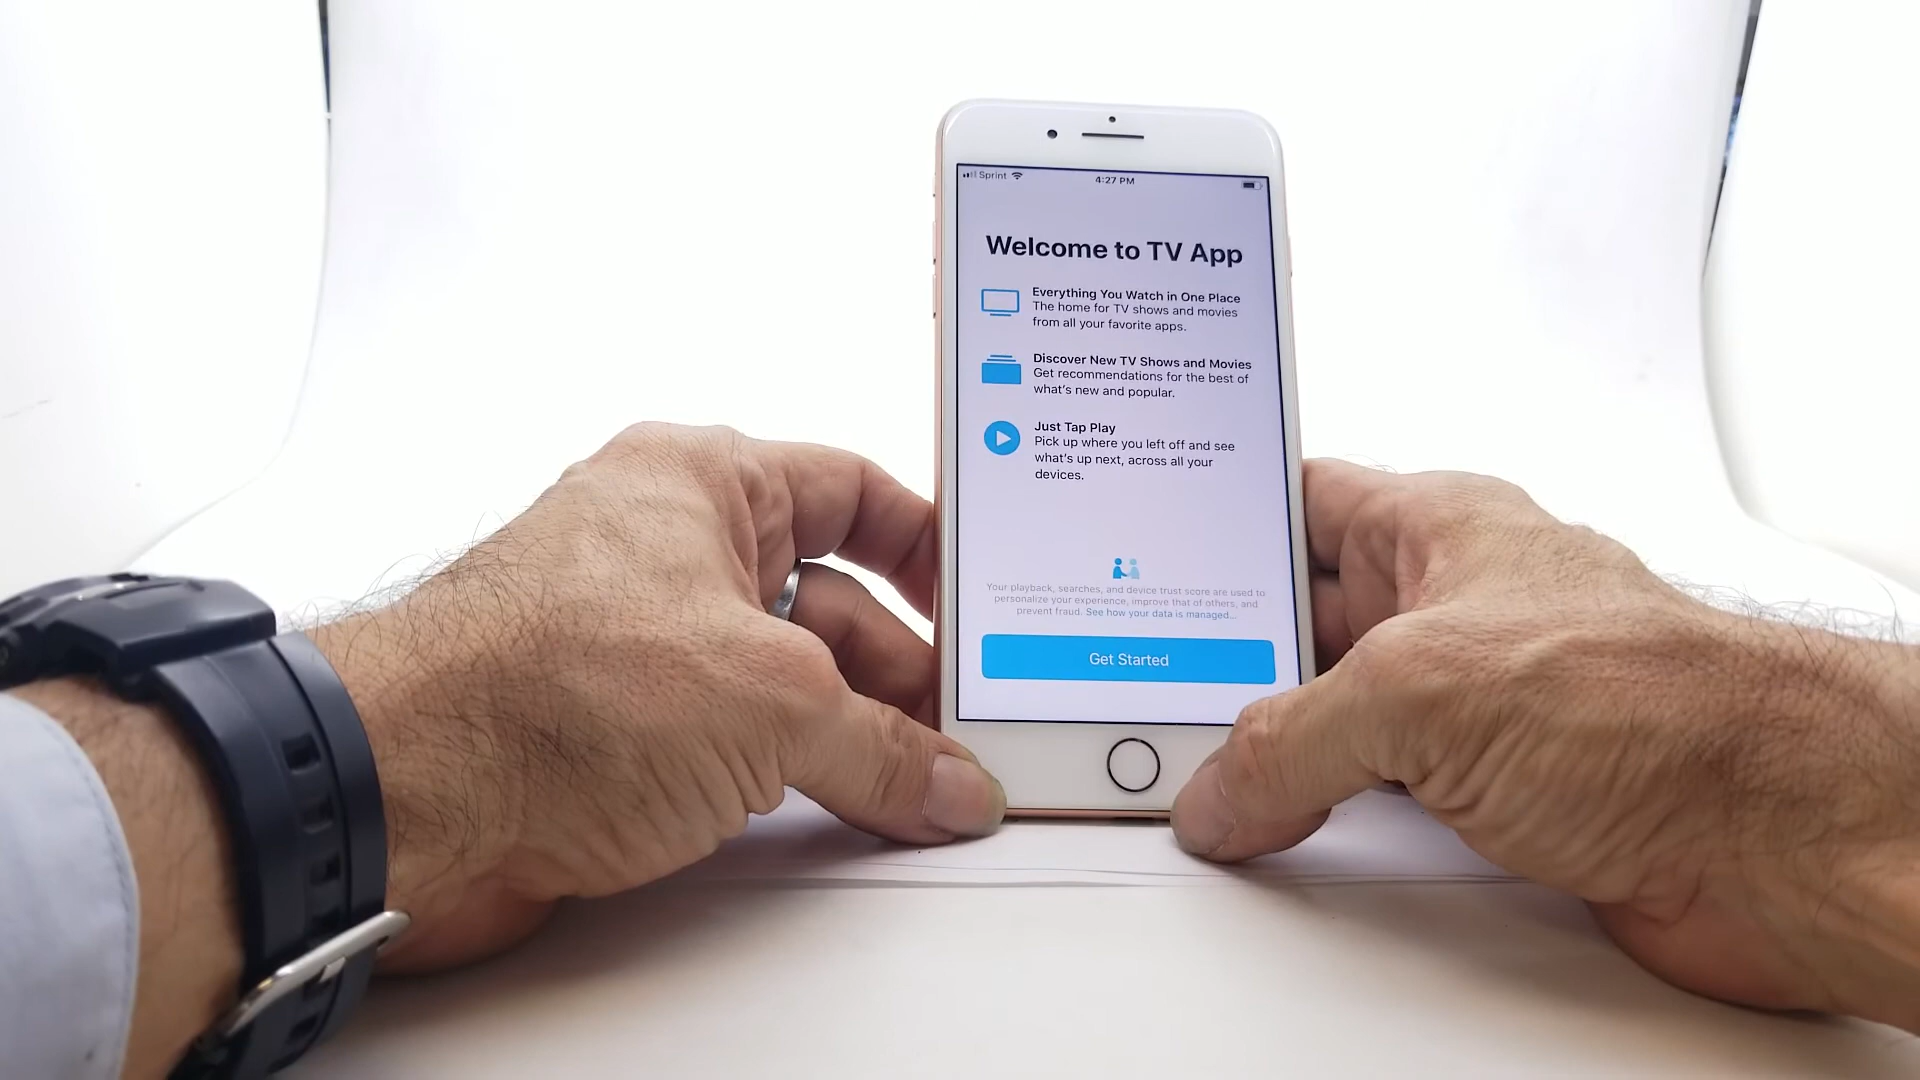 Sprint
4:27 PM
Welcome to TV App
Everything You Watch in One Place
The home for TV shows and movies
from all your favorite apps.
Discover New TV Shows and Movies
Get recommendations for the best of
what's new and popular.
Just Tap Play
Pick up where you left off and see
what's up next, across all your
devices.
Your playback, searches, and device trust score are used to
personalize your experience, improve that of others, and
prevent fraud. See how your data is managed...
Get Started